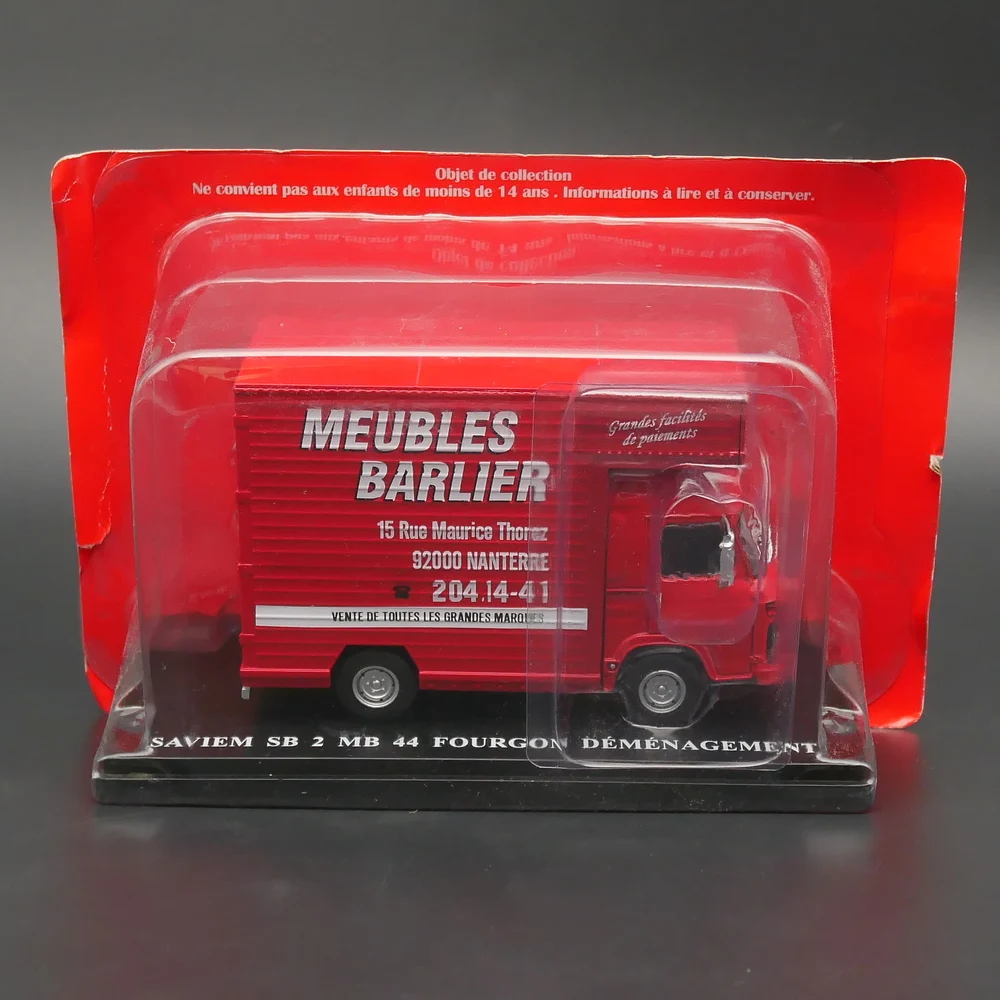 Objet de collection
Ne convient pas aux enfants de moins de 14 ans . Informations à lire et à conserver.
Grandes facilités
de paiements
MEUBLES
BARLIER
15 Rue Maurice Thorez
92000 NANTERRE
204.14-41
VENTE DE TOUTES LES GRANDES MARQUES
SAVIEM SB 2 MB 44 FOURGON DÉMÉNAGEMENT